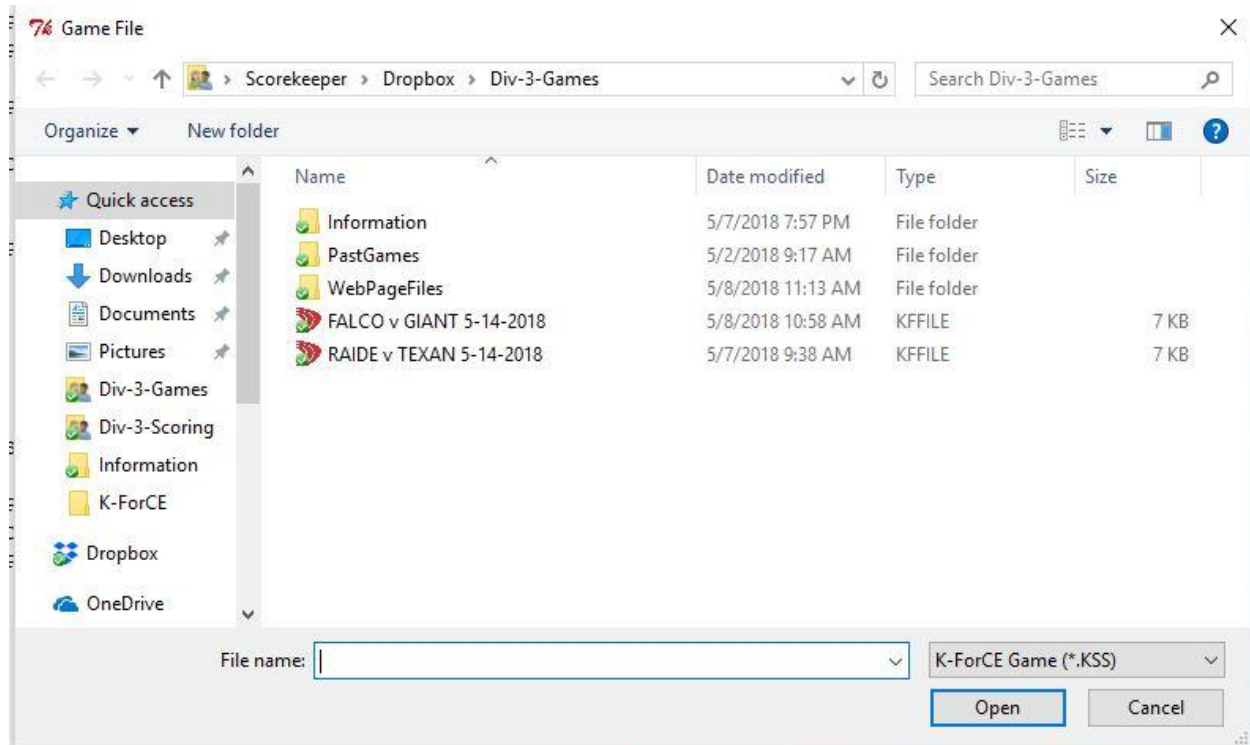 Game File
Scorekeeper > Dropbox > Div-3-Games
Search Div-3-Games
Organize
New folder
Name Date modified Type Size
Quick access
Desktop
Downloads
Documents
Pictures
Div-3-Games
Div-3-Scoring
Information
K-ForCE
Dropbox
OneDrive
Information 5/7/2018 7:57 PM File folder
PastGames 5/2/2018 9:17 AM File folder
WebPageFiles 5/8/2018 11:13 AM File folder
FALCO v GIANT 5-14-2018 5/8/2018 10:58 AM KFFILE 7 KB
RAIDE v TEXAN 5-14-2018 5/7/2018 9:38 AM KFFILE 7 KB
File name:
K-ForCE Game (*.KSS)
Open
Cancel